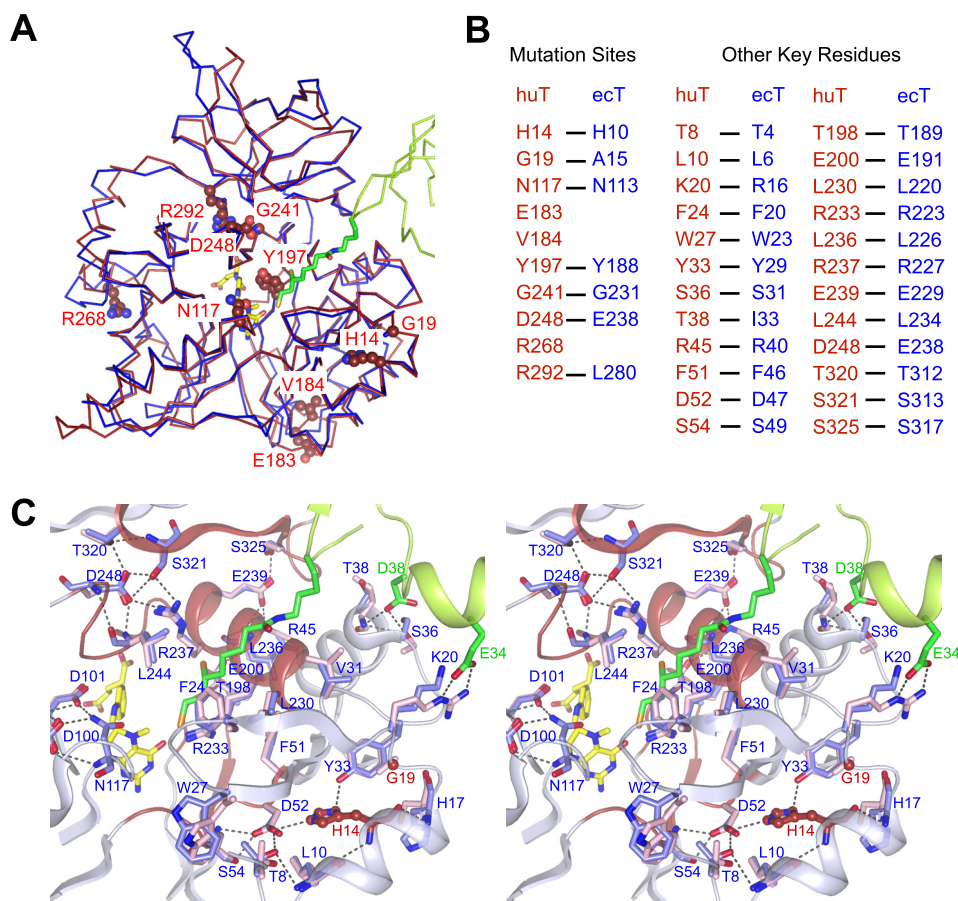 A
R292
G241
D248
Y197
N117
R268
G19
H14
V184
E183
B
Mutation Sites
Other Key Residues
huT ecT huT ecT huT ecT
H14 — H10 T8 — T4 T198 — T189
G19 — A15 L10 — L6 E200 — E191
N117 — N113 K20 — R16 L230 — L220
E183 F24 — F20 R233 — R223
V184 W27 — W23 L236 — L226
Y197 — Y188 Y33 — Y29 R237 — R227
G241 — G231 S36 — S31 E239 — E229
D248 — E238 T38 — I33 L244 — L234
R268 R45 — R40 D248 — E238
R292 — L280 F51 — F46 T320 — T312
D52 — D47 S321 — S313
S54 — S49 S325 — S317
C
T320
S321
S325
D248
E239
T38
D38
R45
S36
R237
L236
E34
D101
L244
E200
V31
K20
F24
T198
L230
D100
R233
F51
N117
Y33
G19
W27
D52
H17
H14
S54
T8
L10
T320
S321
S325
D248
E239
T38
D38
R45
S36
R237
L236
E34
D101
L244
E200
V31
K20
F24
T198
L230
D100
R233
F51
N117
Y33
G19
W27
D52
H17
H14
S54
T8
L10